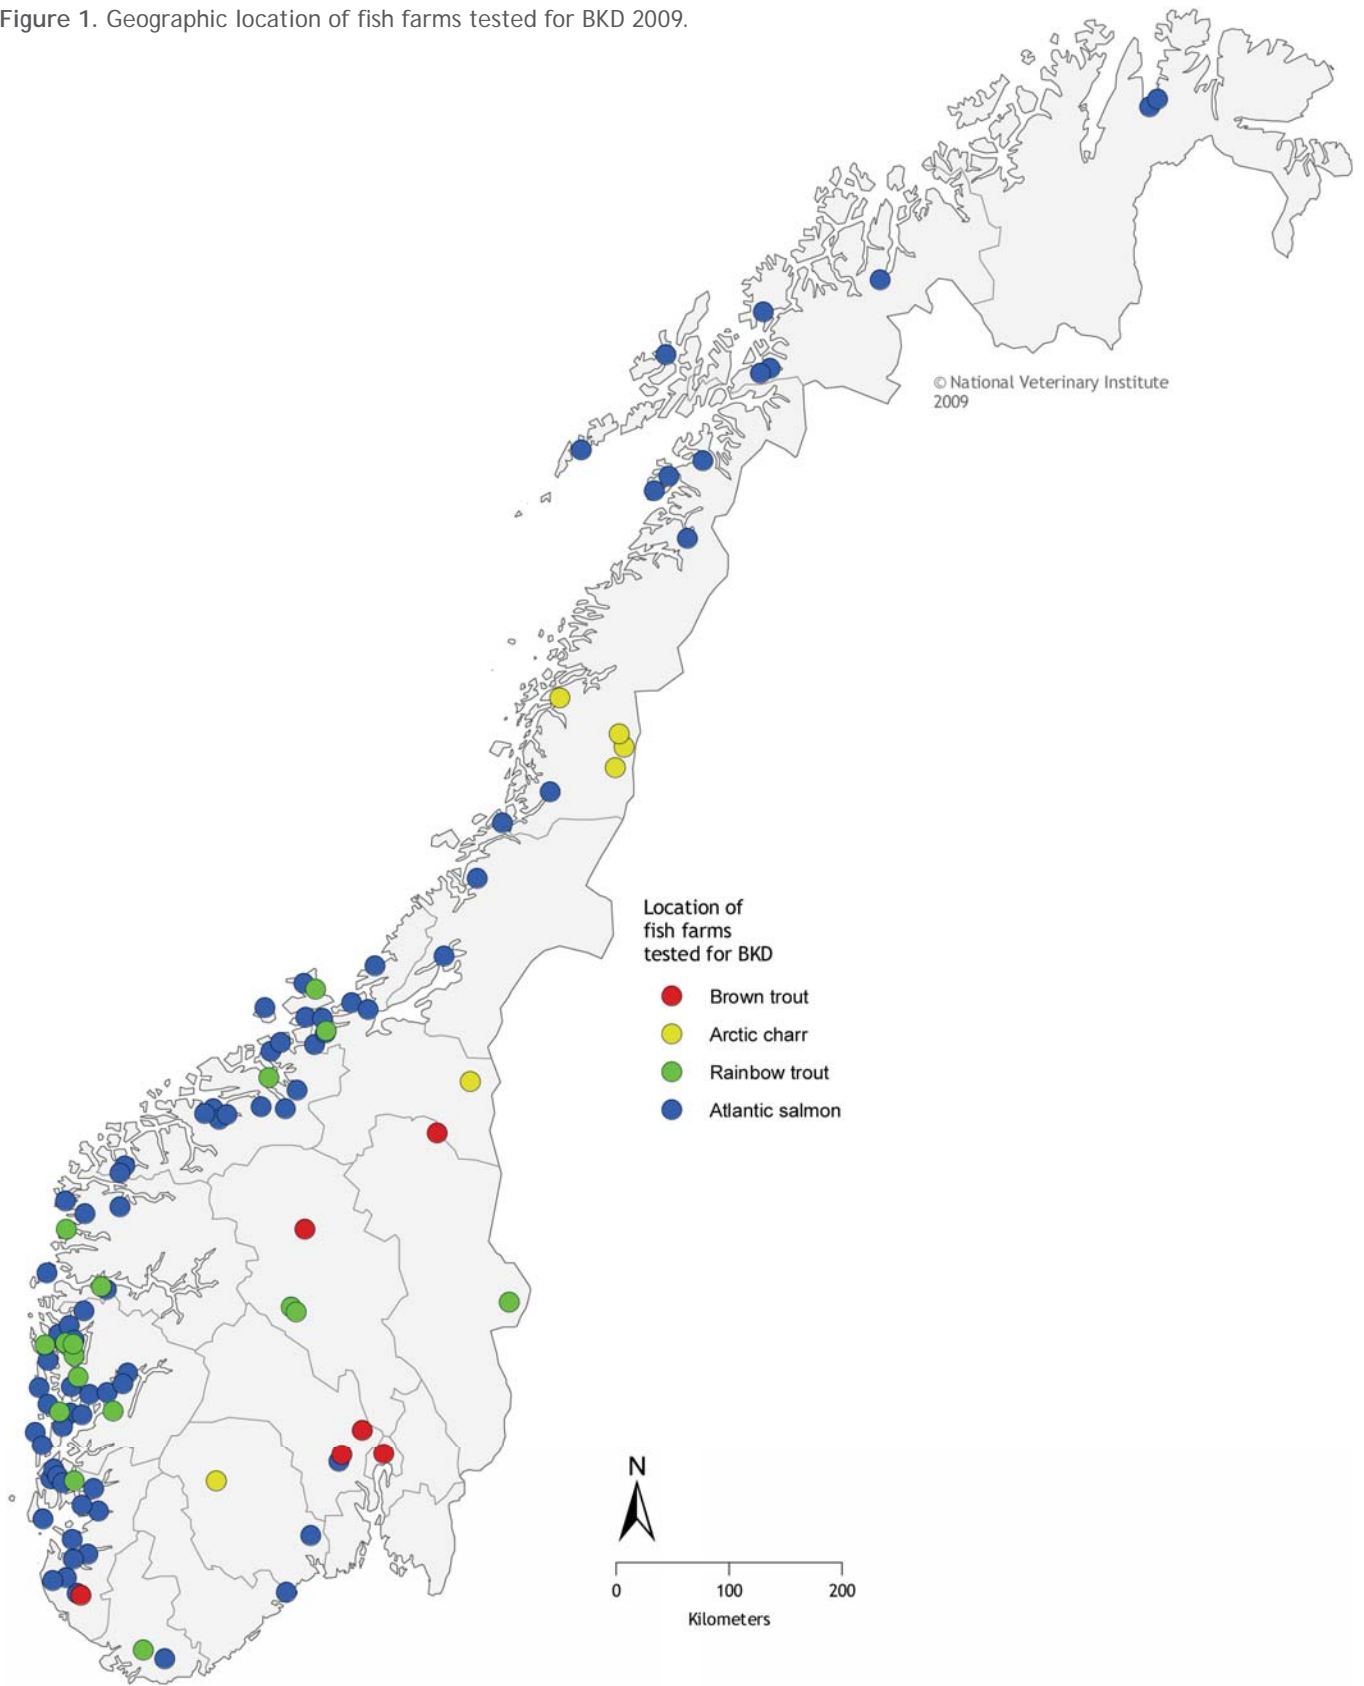 Figure 1. Geographic location of fish farms tested for BKD 2009.
© National Veterinary Institute
2009
Location of
fish farms
tested for BKD
Brown trout
Arctic charr
Rainbow trout
Atlantic salmon
N
0 100 200
Kilometers